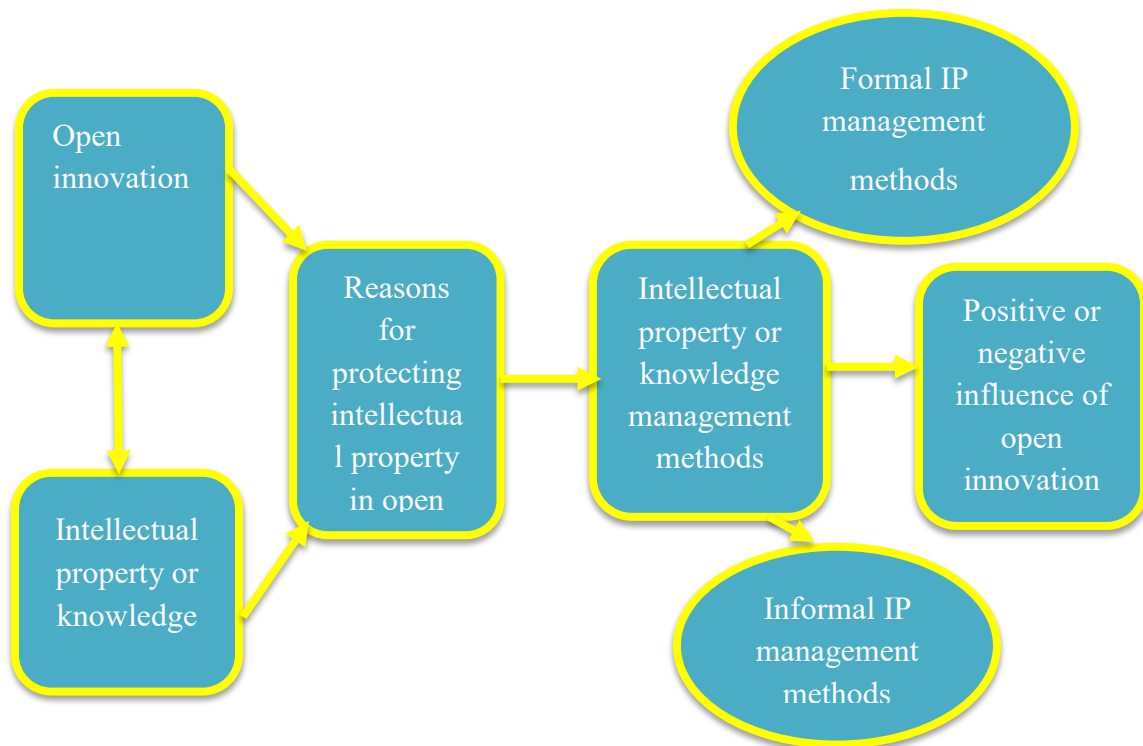 Open
innovation
Intellectual
property or
knowledge
Reasons
for
protecting
intellectua
l property
in open
Intellectual
property or
knowledge
management
methods
Formal IP
management
methods
Positive or
negative
influence of
open
innovation
Informal IP
management
methods